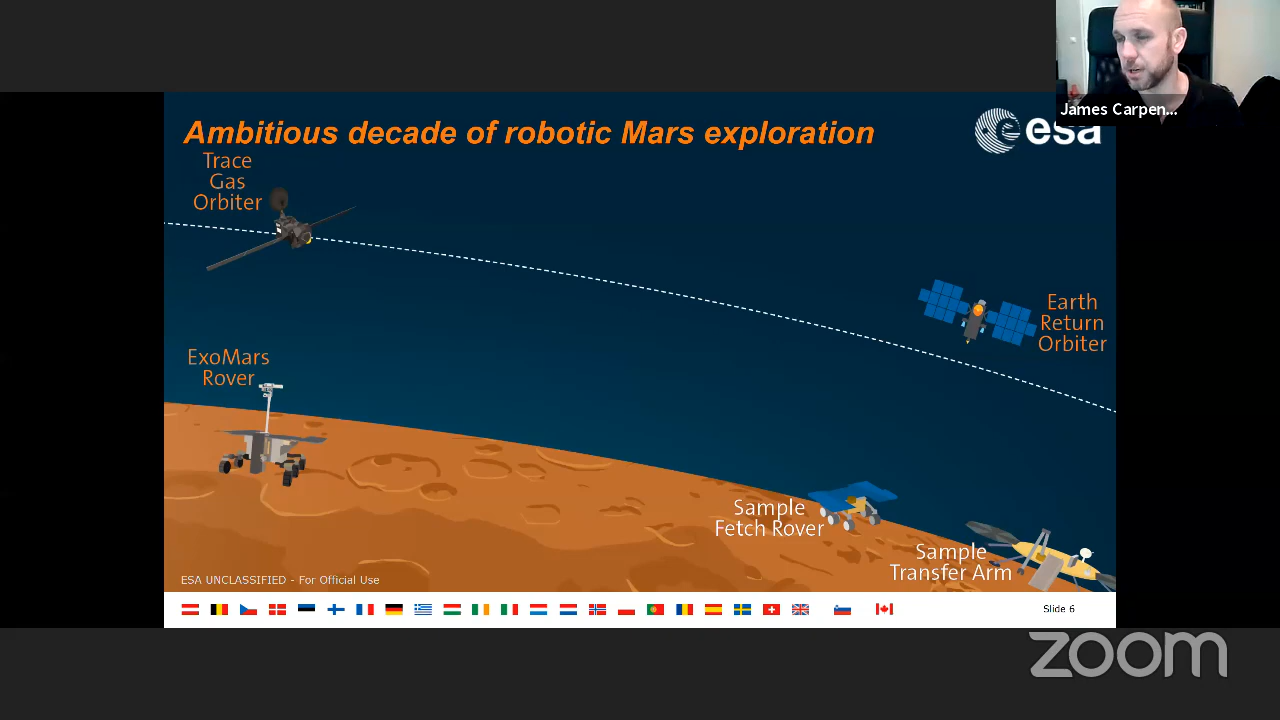 James Carpen...
Ambitious decade of robotic Mars exploration
esa
Trace
Gas
Orbiter
Earth
Return
Orbiter
ExoMars
Rover
Sample
Fetch Rover
Sample
Transfer Arm
ESA UNCLASSIFIED - For Official Use
Slide 6
zoom